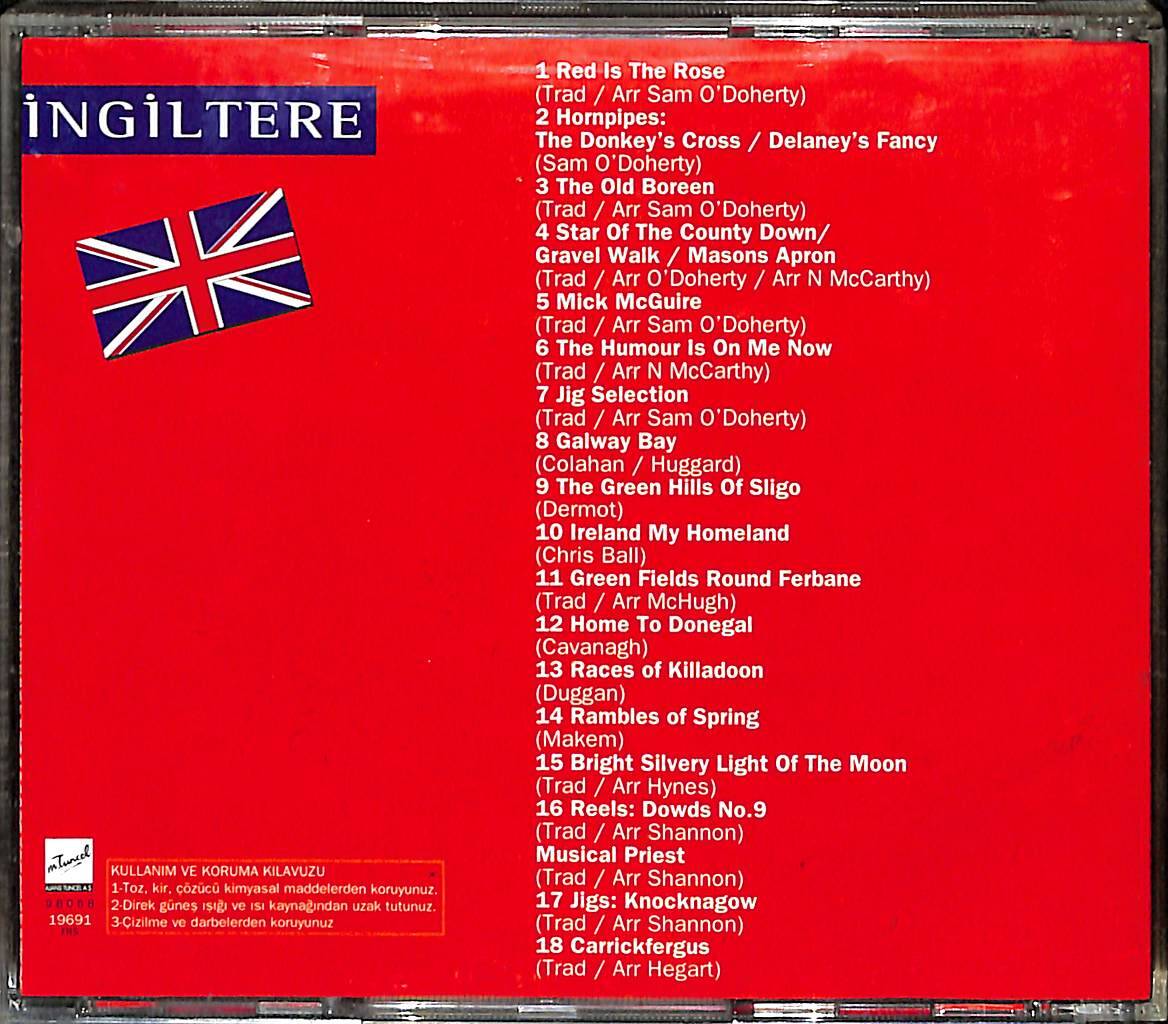 İNGİLTERE
1 Red Is The Rose
(Trad / Arr Sam O'Doherty)
2 Hornpipes:
The Donkey's Cross / Delaney's Fancy
(Sam O'Doherty)
3 The Old Boreen
(Trad / Arr Sam O'Doherty)
4 Star Of The County Down/
Gravel Walk / Masons Apron
(Trad / Arr O'Doherty / Arr N McCarthy)
5 Mick McGuire
(Trad / Arr Sam O'Doherty)
6 The Humour Is On Me Now
(Trad / Arr N McCarthy)
7 Jig Selection
(Trad / Arr Sam O'Doherty)
8 Galway Bay
(Colahan / Huggard)
9 The Green Hills Of Sligo
(Dermot)
10 Ireland My Homeland
(Chris Ball)
11 Green Fields Round Ferbane
(Trad / Arr McHugh)
12 Home To Donegal
(Cavanagh)
13 Races of Killadoon
(Duggan)
14 Rambles of Spring
(Makem)
15 Bright Silvery Light Of The Moon
(Trad / Arr Hynes)
16 Reels: Dowds No.9
(Trad / Arr Shannon)
Musical Priest
(Trad / Arr Shannon)
17 Jigs: Knocknagow
(Trad / Arr Shannon)
18 Carrickfergus
(Trad / Arr Hegart)
mTuncel
AJANS TUNCEL A.Ş
98068
19691
KULLANIM VE KORUMA KILAVUZU
1-Toz, kir, çözücü kimyasal maddelerden koruyunuz.
2-Direk güneş ışığı ve ısı kaynağından uzak tutunuz.
3-Çizilme ve darbelerden koruyunuz